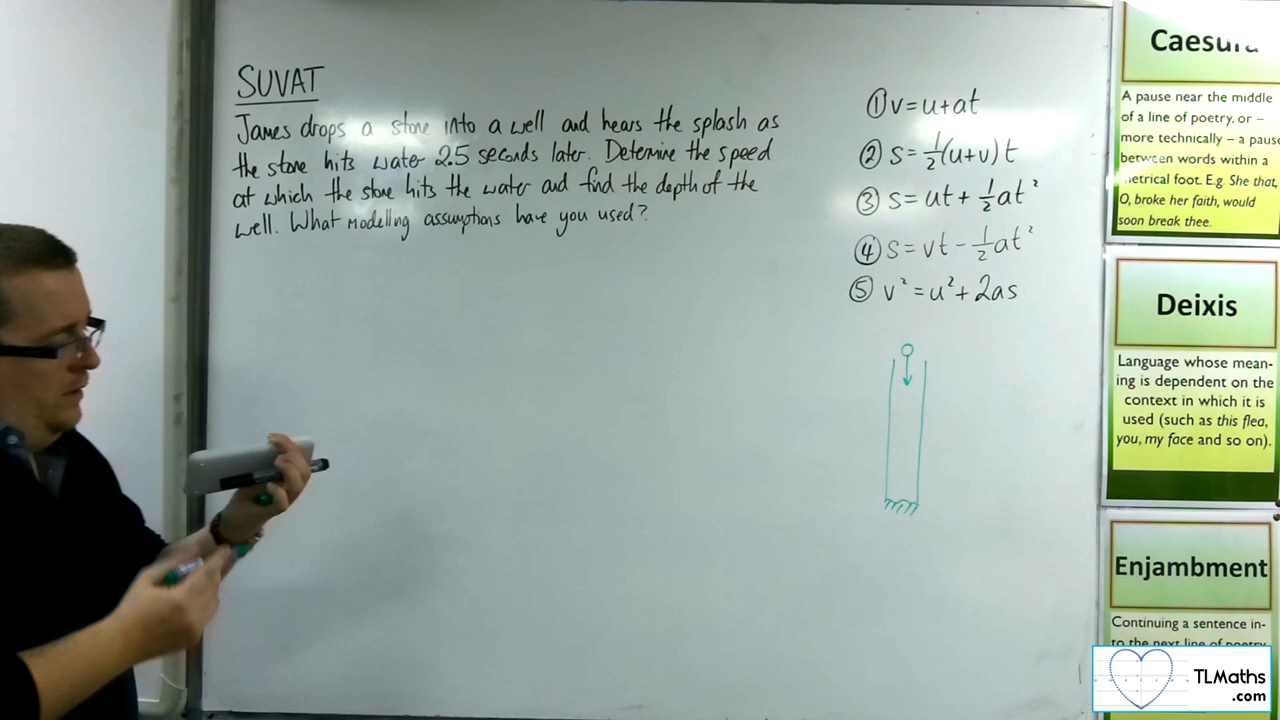 SUVAT
James drops a stone into a well and hears the splash as
the stone hits water 2.5 seconds later. Determine the speed
at which the stone hits the water and find the depth of the
well. What modelling assumptions have you used?
① v = u + at
② s = ½(u+v)t
③ s = ut + ½at²
④ s = vt - ½at²
⑤ v² = u² + 2as
Caesura
A pause near the middle
of a line of poetry, or –
more technically – a pause
between words within a
metrical foot. E.g. She that,
O, broke her faith, would
soon break thee.
Deixis
Language whose mean-
ing is dependent on the
context in which it is
used (such as this flea,
you, my face and so on).
Enjambment
Continuing a sentence in-
to the next line of poetry
TLMaths
.com